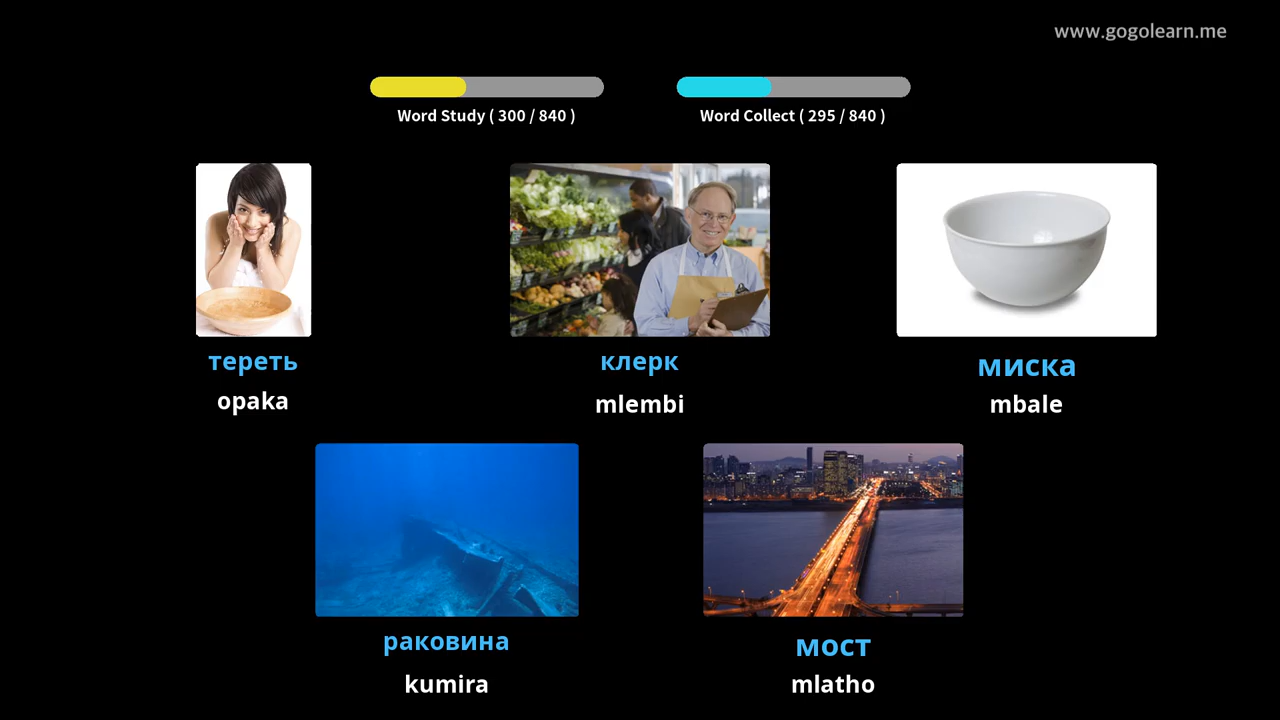 www.gogolearn.me
Word Study ( 300 / 840 )
Word Collect ( 295 / 840 )
тереть
клерк
миска
opaka
mlembi
mbale
раковина
мост
kumira
mlatho